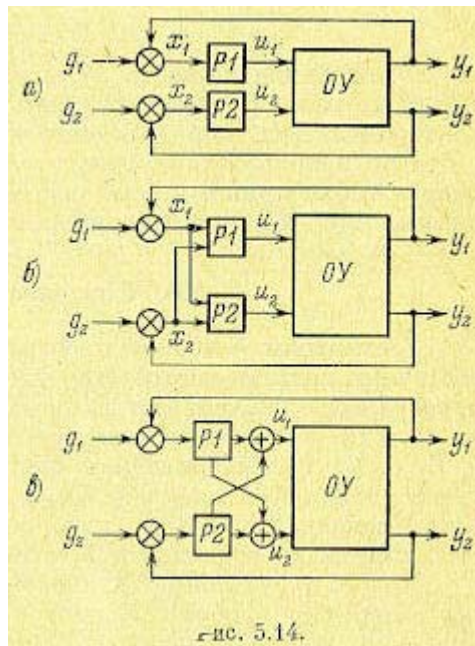 а)
g₁
x₁
P1
u₁
ОУ
y₁
g₂
x₂
P2
u₂
y₂
б)
g₁
x₁
P1
u₁
ОУ
y₁
g₂
x₂
P2
u₂
y₂
в)
g₁
P1
u₁
ОУ
y₁
g₂
P2
u₂
y₂
ис. 5.14.